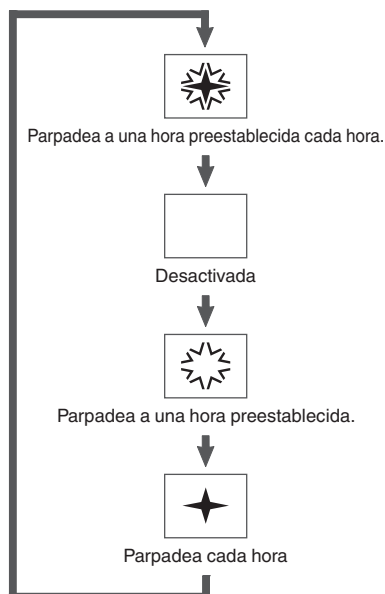 Parpadea a una hora preestablecida cada hora.
Desactivada
Parpadea a una hora preestablecida.
Parpadea cada hora